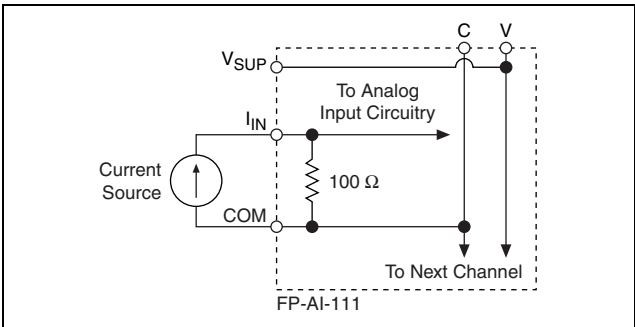 C V
V_SUP
To Analog
Input Circuitry
I_IN
Current
Source
100 Ω
COM
To Next Channel
FP-AI-111